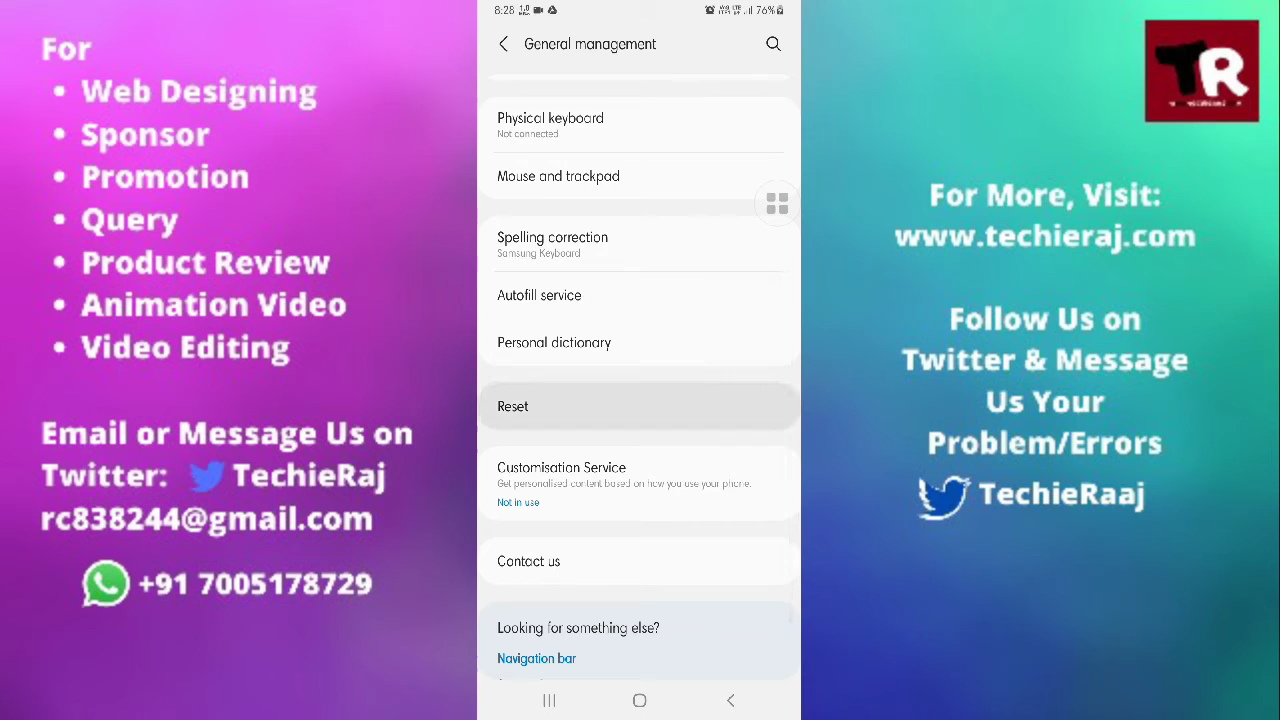 For
• Web Designing
• Sponsor
• Promotion
• Query
• Product Review
• Animation Video
• Video Editing
Email or Message Us on
Twitter: TechieRaj
rc838244@gmail.com
+91 7005178729
8:28
76%
General management
Physical keyboard
Not connected
Mouse and trackpad
Spelling correction
Samsung Keyboard
Autofill service
Personal dictionary
Reset
Customisation Service
Get personalised content based on how you use your phone.
Not in use
Contact us
Looking for something else?
Navigation bar
TR
For More, Visit:
www.techieraj.com
Follow Us on
Twitter & Message
Us Your
Problem/Errors
TechieRaaj